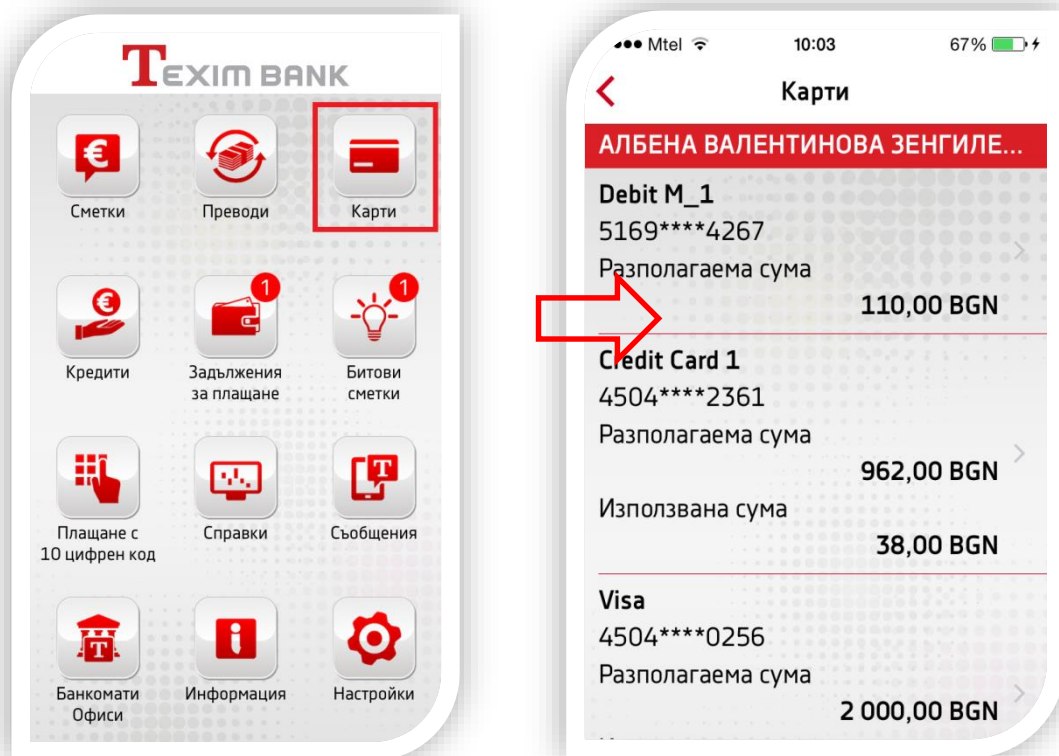 TEXIM BANK
Сметки
Преводи
Карти
1
1
Кредити
Задължения
за плащане
Битови
сметки
Плащане с
10 цифрен код
Справки
Съобщения
Банкомати
Офиси
Информация
Настройки
Mtel 10:03 67%
Карти
АЛБЕНА ВАЛЕНТИНОВА ЗЕНГИЛЕ...
Debit M_1
5169****4267
Разполагаема сума
110,00 BGN
Credit Card 1
4504****2361
Разполагаема сума
962,00 BGN
Използвана сума
38,00 BGN
Visa
4504****0256
Разполагаема сума
2 000,00 BGN